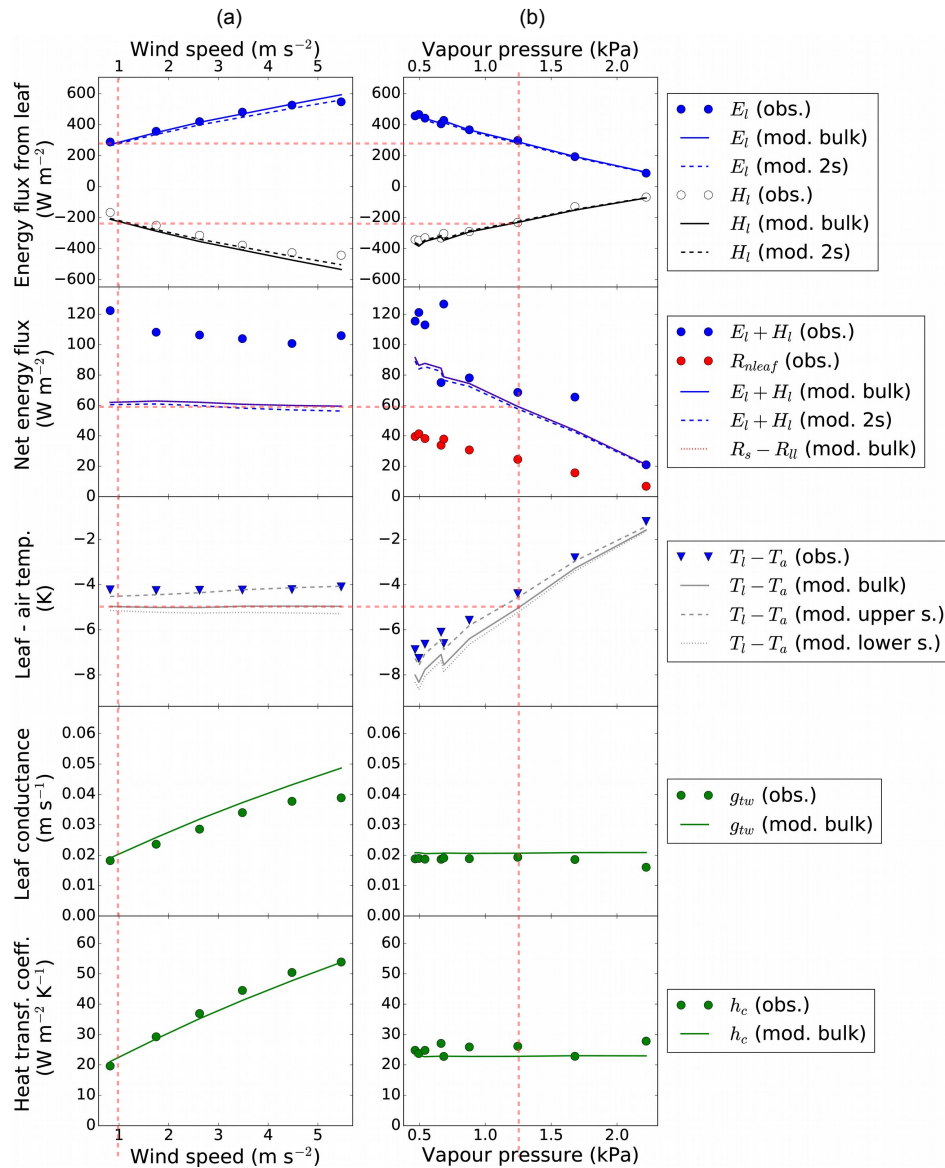 (a)
(b)
Wind speed (m s⁻²)
Vapour pressure (kPa)
1 2 3 4 5
0.5 1.0 1.5 2.0
Energy flux from leaf
(W m⁻²)
600
400
200
0
−200
−400
−600
E_l (obs.)
E_l (mod. bulk)
E_l (mod. 2s)
H_l (obs.)
H_l (mod. bulk)
H_l (mod. 2s)
Net energy flux
(W m⁻²)
120
100
80
60
40
20
0
E_l + H_l (obs.)
R_nleaf (obs.)
E_l + H_l (mod. bulk)
E_l + H_l (mod. 2s)
R_s − R_ll (mod. bulk)
Leaf - air temp.
(K)
−2
−4
−6
−8
T_l − T_a (obs.)
T_l − T_a (mod. bulk)
T_l − T_a (mod. upper s.)
T_l − T_a (mod. lower s.)
Leaf conductance
(m s⁻¹)
0.06
0.05
0.04
0.03
0.02
0.01
0.00
g_tw (obs.)
g_tw (mod. bulk)
Heat transf. coeff.
(W m⁻² K⁻¹)
60
50
40
30
20
10
0
h_c (obs.)
h_c (mod. bulk)
1 2 3 4 5
0.5 1.0 1.5 2.0
Wind speed (m s⁻²)
Vapour pressure (kPa)